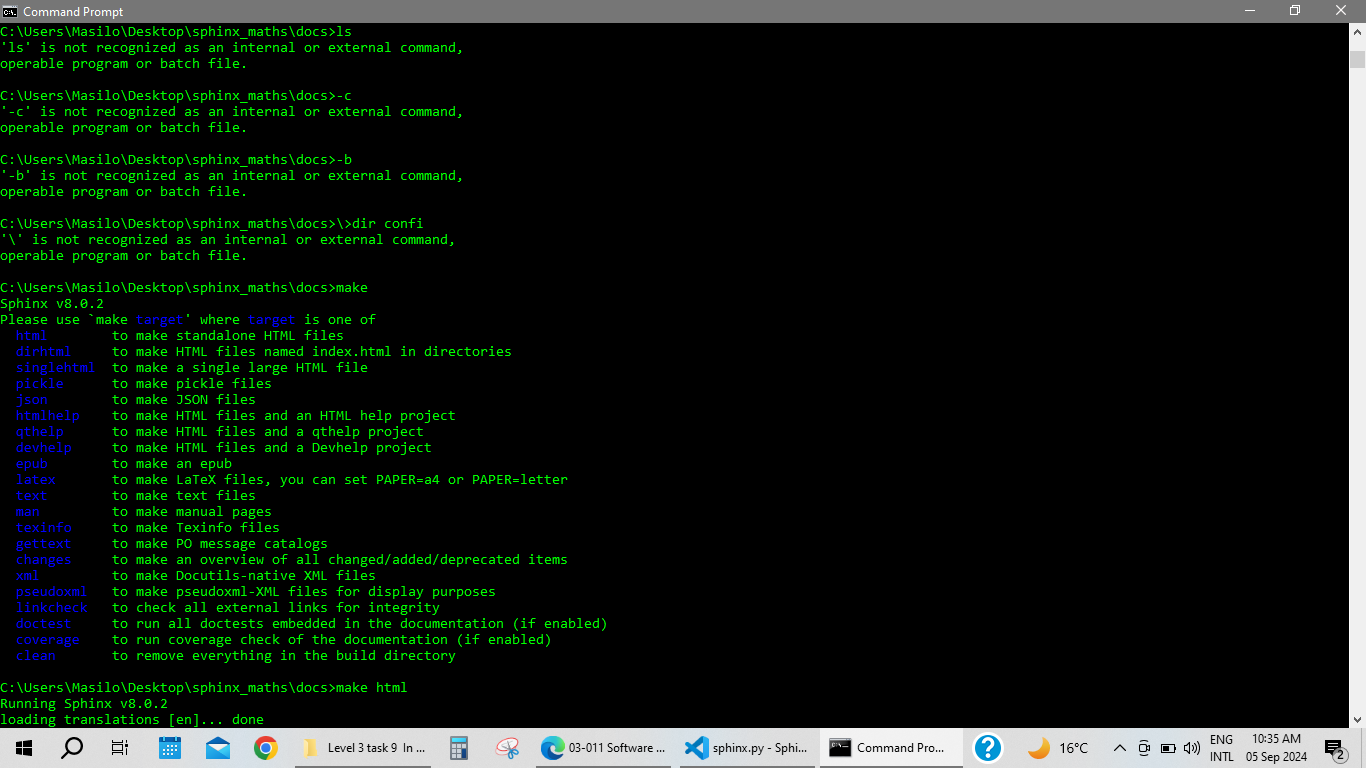 Command Prompt
C:\Users\Masilo\Desktop\sphinx_maths\docs>ls
'ls' is not recognized as an internal or external command,
operable program or batch file.
C:\Users\Masilo\Desktop\sphinx_maths\docs>-c
'-c' is not recognized as an internal or external command,
operable program or batch file.
C:\Users\Masilo\Desktop\sphinx_maths\docs>-b
'-b' is not recognized as an internal or external command,
operable program or batch file.
C:\Users\Masilo\Desktop\sphinx_maths\docs>\>dir confi
'\' is not recognized as an internal or external command,
operable program or batch file.
C:\Users\Masilo\Desktop\sphinx_maths\docs>make
Sphinx v8.0.2
Please use `make target' where target is one of
html to make standalone HTML files
dirhtml to make HTML files named index.html in directories
singlehtml to make a single large HTML file
pickle to make pickle files
json to make JSON files
htmlhelp to make HTML files and an HTML help project
qthelp to make HTML files and a qthelp project
devhelp to make HTML files and a Devhelp project
epub to make an epub
latex to make LaTeX files, you can set PAPER=a4 or PAPER=letter
text to make text files
man to make manual pages
texinfo to make Texinfo files
gettext to make PO message catalogs
changes to make an overview of all changed/added/deprecated items
xml to make Docutils-native XML files
pseudoxml to make pseudoxml-XML files for display purposes
linkcheck to check all external links for integrity
doctest to run all doctests embedded in the documentation (if enabled)
coverage to run coverage check of the documentation (if enabled)
clean to remove everything in the build directory
C:\Users\Masilo\Desktop\sphinx_maths\docs>make html
Running Sphinx v8.0.2
loading translations [en]... done
Level 3 task 9 In ... 03-011 Software ... sphinx.py - Sphi... Command Pro... 16°C ENG 10:35 AM
INTL 05 Sep 2024 2